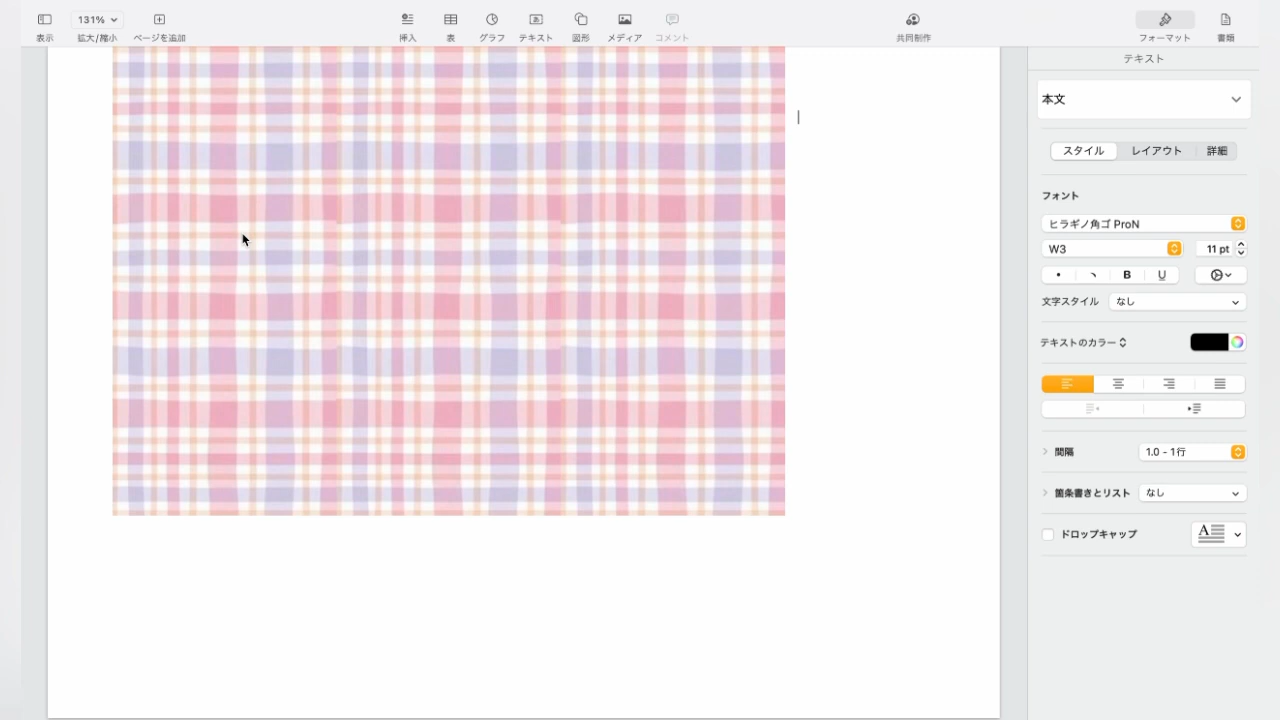 131%
表示
拡大/縮小
ページを追加
挿入
表
グラフ
テキスト
図形
メディア
コメント
共同制作
フォーマット
書類
テキスト
本文
スタイル
レイアウト
詳細
フォント
ヒラギノ角ゴ ProN
W3
11 pt
B
U
文字スタイル
なし
テキストのカラー
間隔
1.0 - 1行
箇条書きとリスト
なし
ドロップキャップ
A